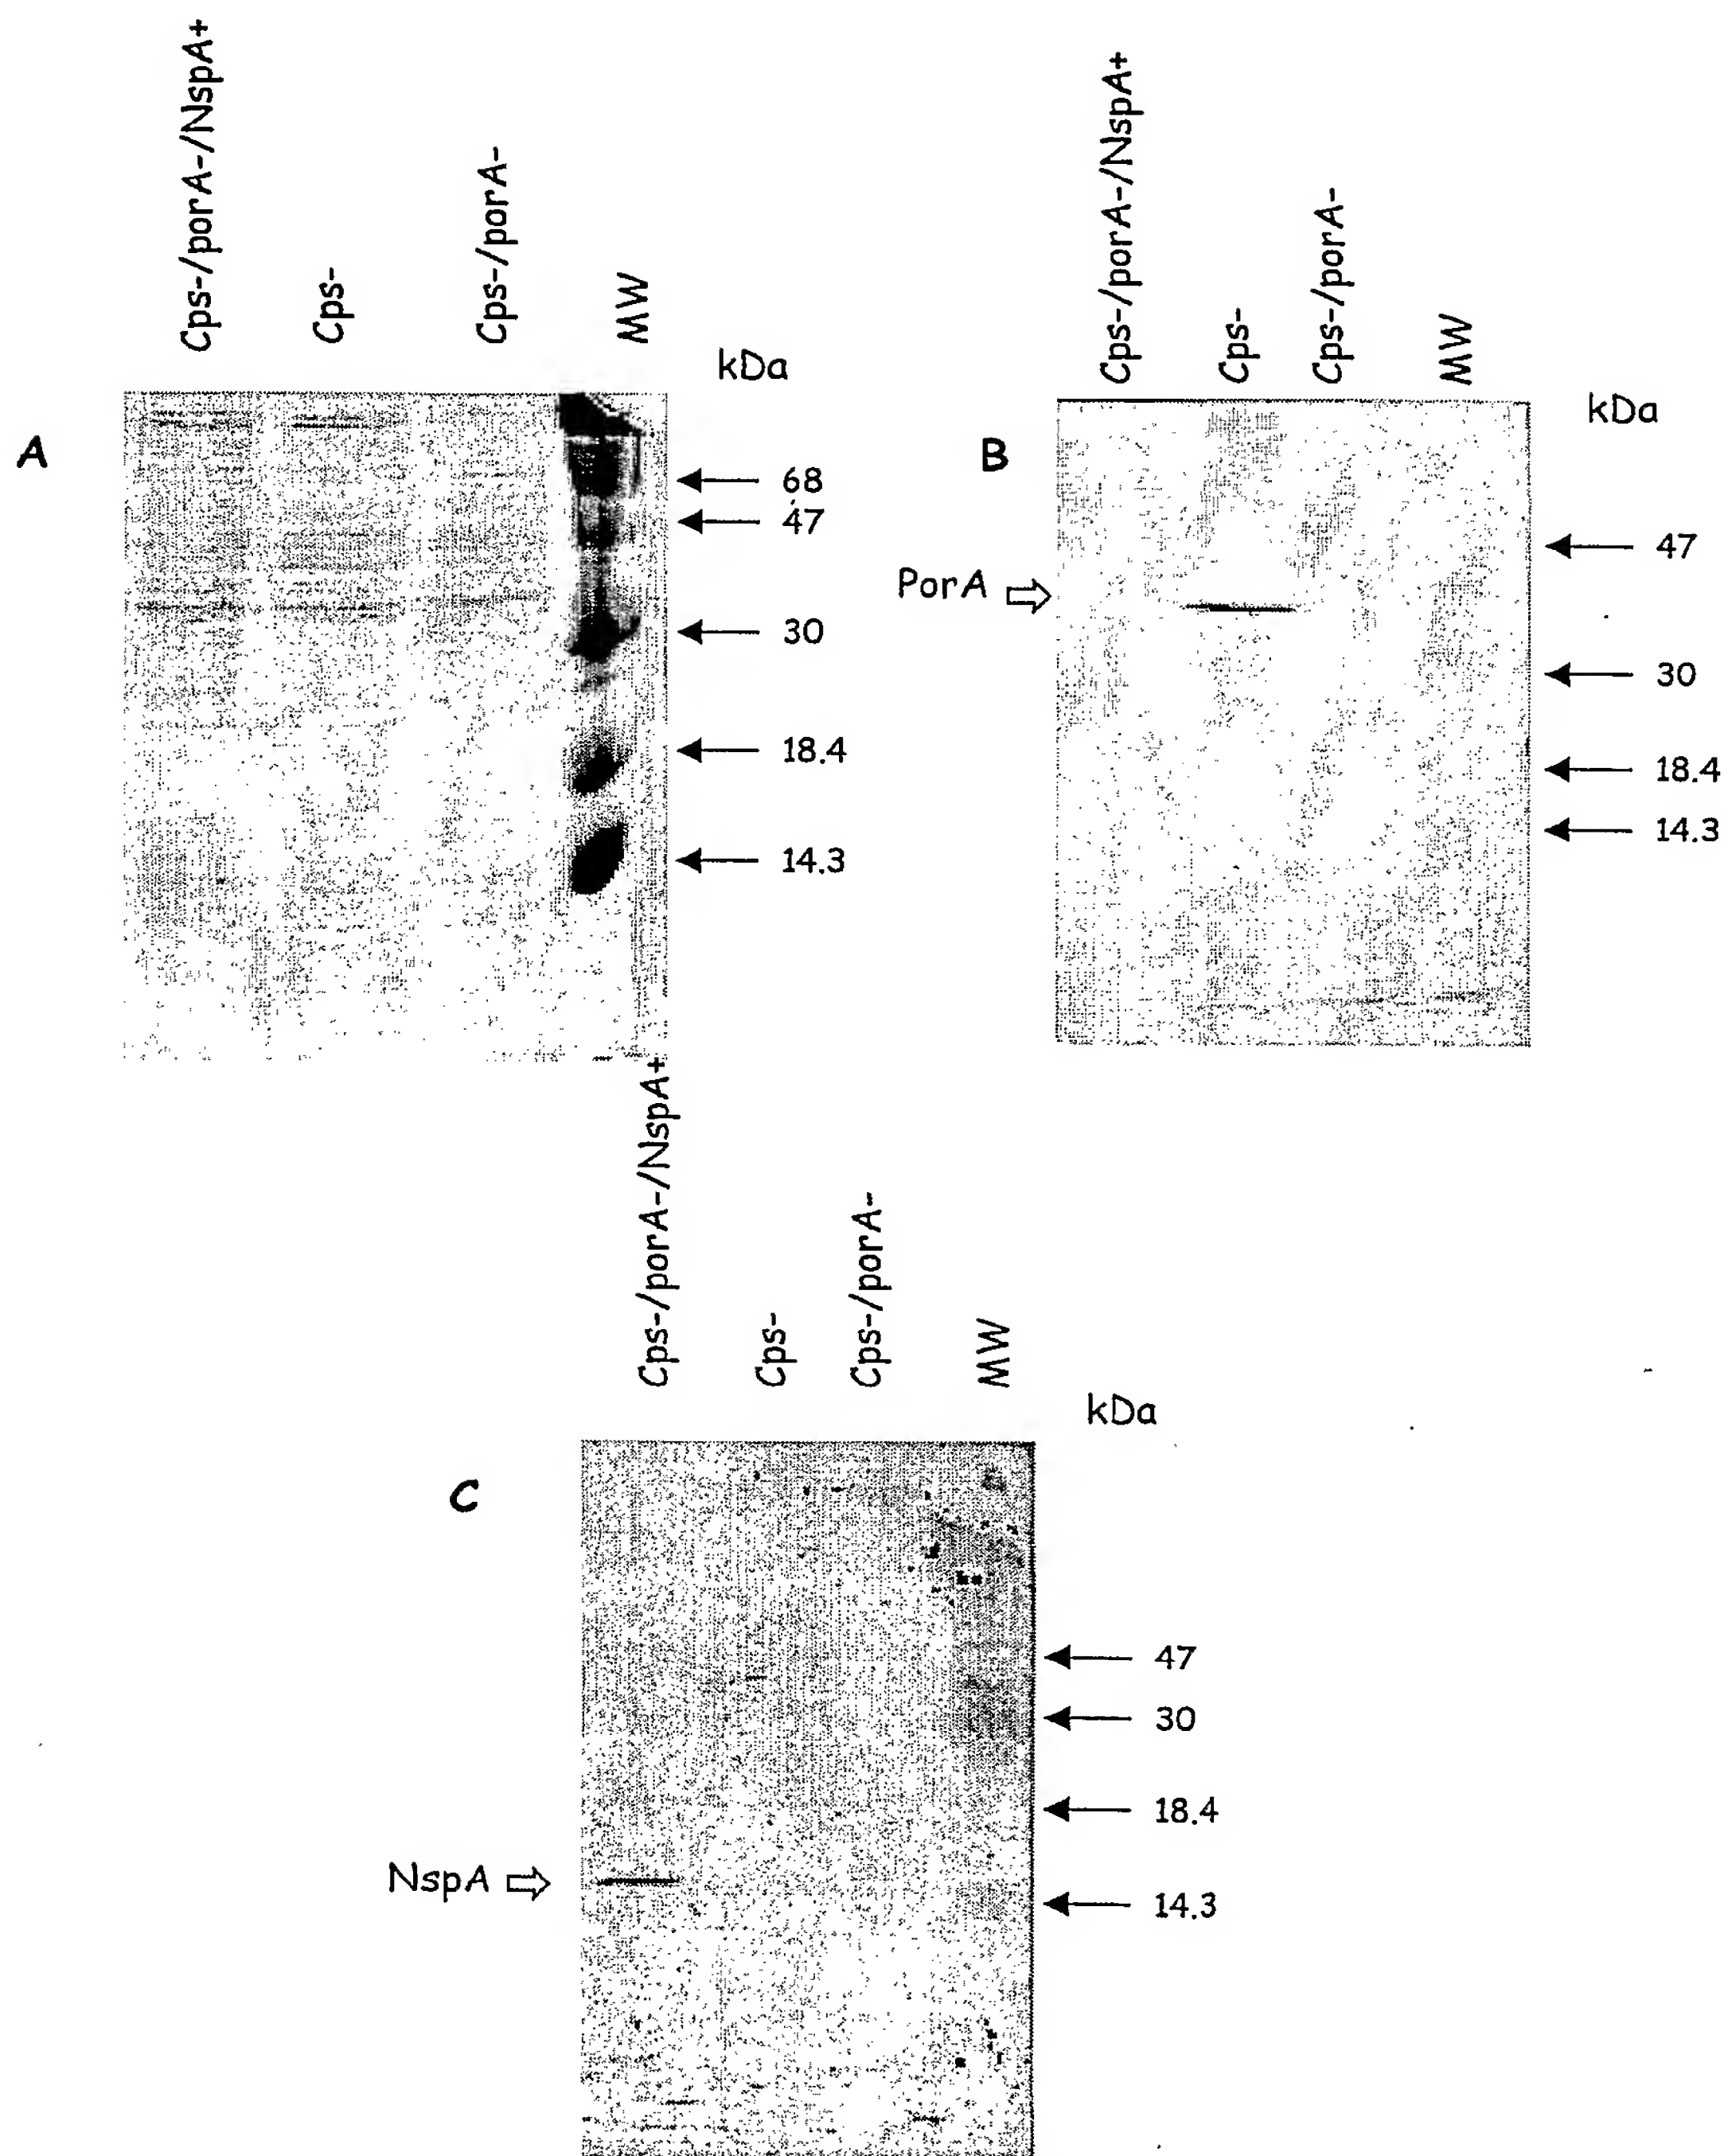 Cps-/porA-/NspA+
Cps-
Cps-/porA-
MW
kDa
A
68
47
30
18.4
14.3
Cps-/porA-/NspA+
Cps-
Cps-/porA-
MW
kDa
B
PorA
47
30
18.4
14.3
Cps-/porA-/NspA+
Cps-
Cps-/porA-
MW
kDa
C
47
30
18.4
NspA
14.3